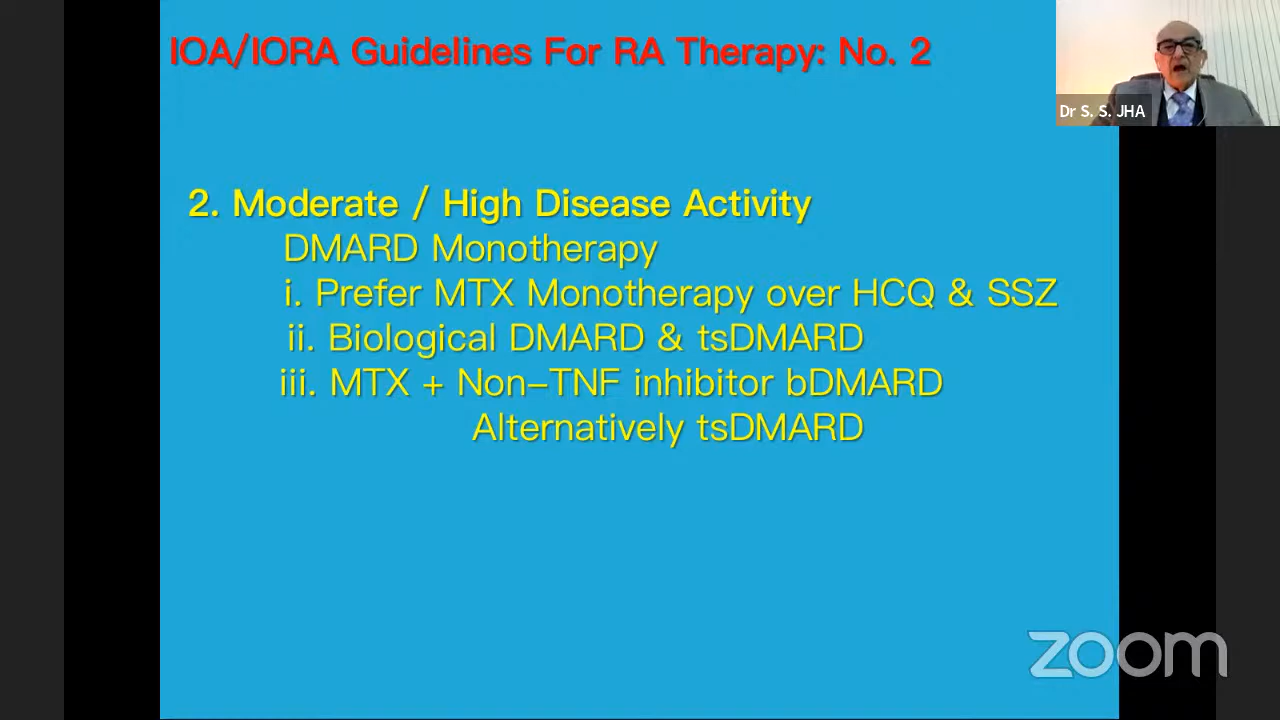 IOA/IORA Guidelines For RA Therapy: No. 2
Dr S. S. JHA
2. Moderate / High Disease Activity
DMARD Monotherapy
i. Prefer MTX Monotherapy over HCQ & SSZ
ii. Biological DMARD & tsDMARD
iii. MTX + Non-TNF inhibitor bDMARD
Alternatively tsDMARD
zoom